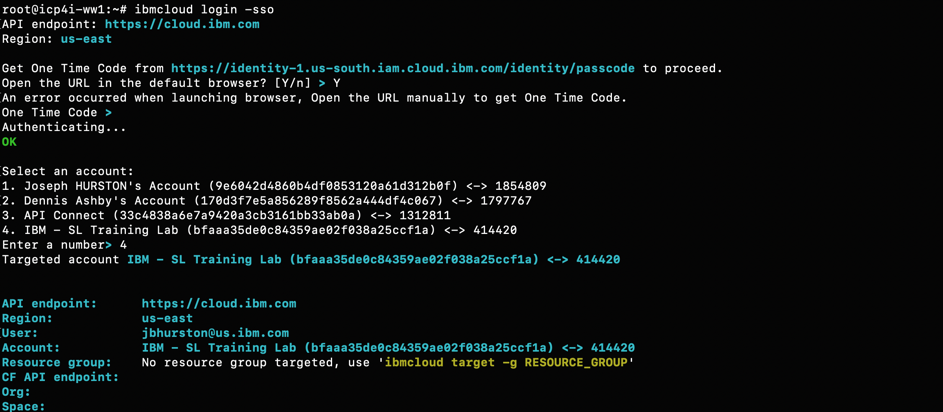 root@icp4i-ww1:~# ibmcloud login -sso
API endpoint: https://cloud.ibm.com
Region: us-east
Get One Time Code from https://identity-1.us-south.iam.cloud.ibm.com/identity/passcode to proceed.
Open the URL in the default browser? [Y/n] > Y
An error occurred when launching browser, Open the URL manually to get One Time Code.
One Time Code >
Authenticating...
OK
Select an account:
1. Joseph HURSTON's Account (9e6042d4860b4df0853120a61d312b0f) <-> 1854809
2. Dennis Ashby's Account (170d3f7e5a856289f8562a444df4c067) <-> 1797767
3. API Connect (33c4838a6e7a9420a3cb3161bb33ab0a) <-> 1312811
4. IBM - SL Training Lab (bfaaa35de0c84359ae02f038a25ccf1a) <-> 414420
Enter a number> 4
Targeted account IBM - SL Training Lab (bfaaa35de0c84359ae02f038a25ccf1a) <-> 414420
API endpoint: https://cloud.ibm.com
Region: us-east
User: jbhurston@us.ibm.com
Account: IBM - SL Training Lab (bfaaa35de0c84359ae02f038a25ccf1a) <-> 414420
Resource group: No resource group targeted, use 'ibmcloud target -g RESOURCE_GROUP'
CF API endpoint:
Org:
Space: